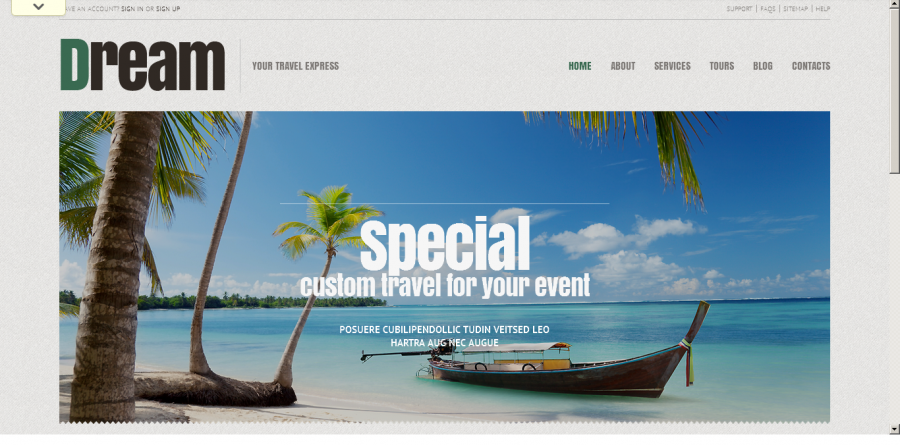 AVE AN ACCOUNT? SIGN IN OR SIGN UP
SUPPORT | FAQS | SITEMAP | HELP
Dream
YOUR TRAVEL EXPRESS
HOME ABOUT SERVICES TOURS BLOG CONTACTS
Special
custom travel for your event
POSUERE CUBILIPENDOLLIC TUDIN VEITSED LEO
HARTRA AUG NEC AUGUE